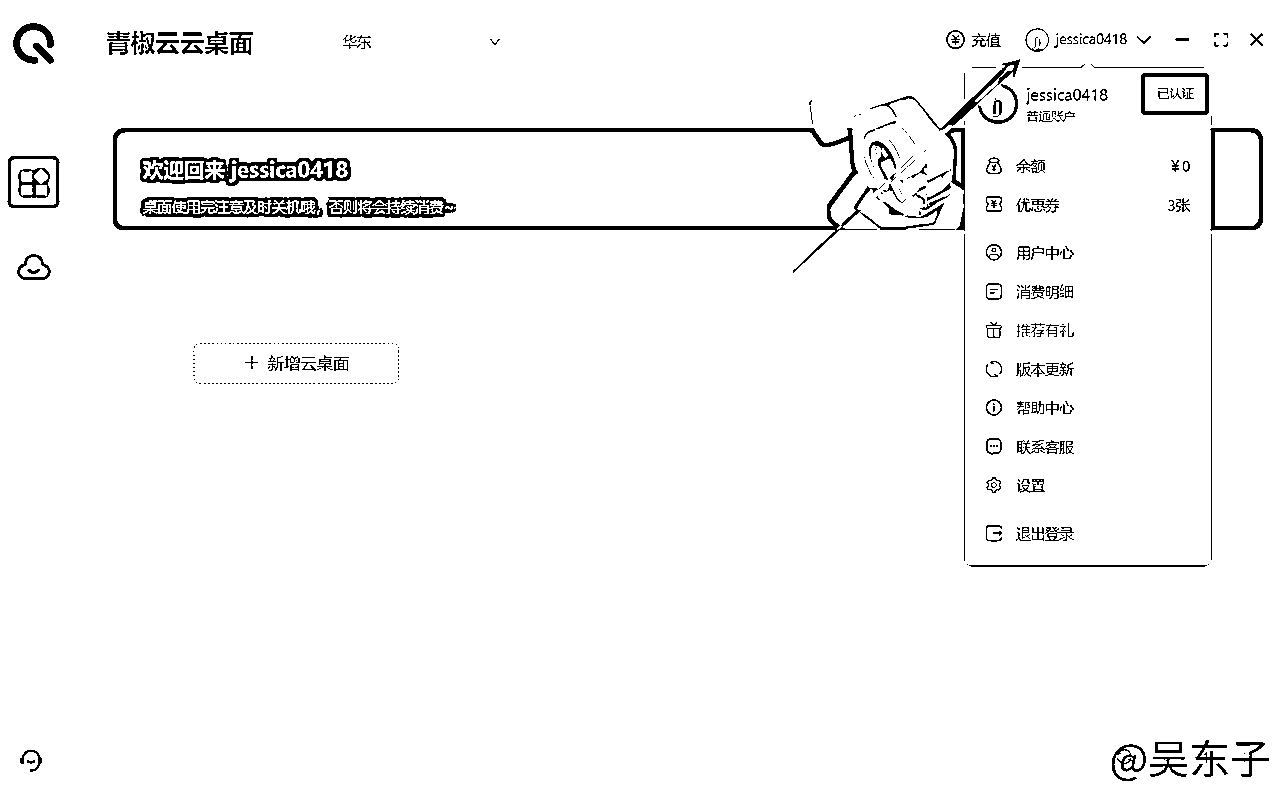 青椒云云桌面
华东
充值
jessica0418
jessica0418
已认证
普通账户
欢迎回来 jessica0418
桌面使用完注意及时关机哦，否则将会持续消费~
余额
¥0
优惠券
3张
用户中心
消费明细
推荐有礼
版本更新
帮助中心
联系客服
设置
退出登录
+ 新增云桌面
@吴东子